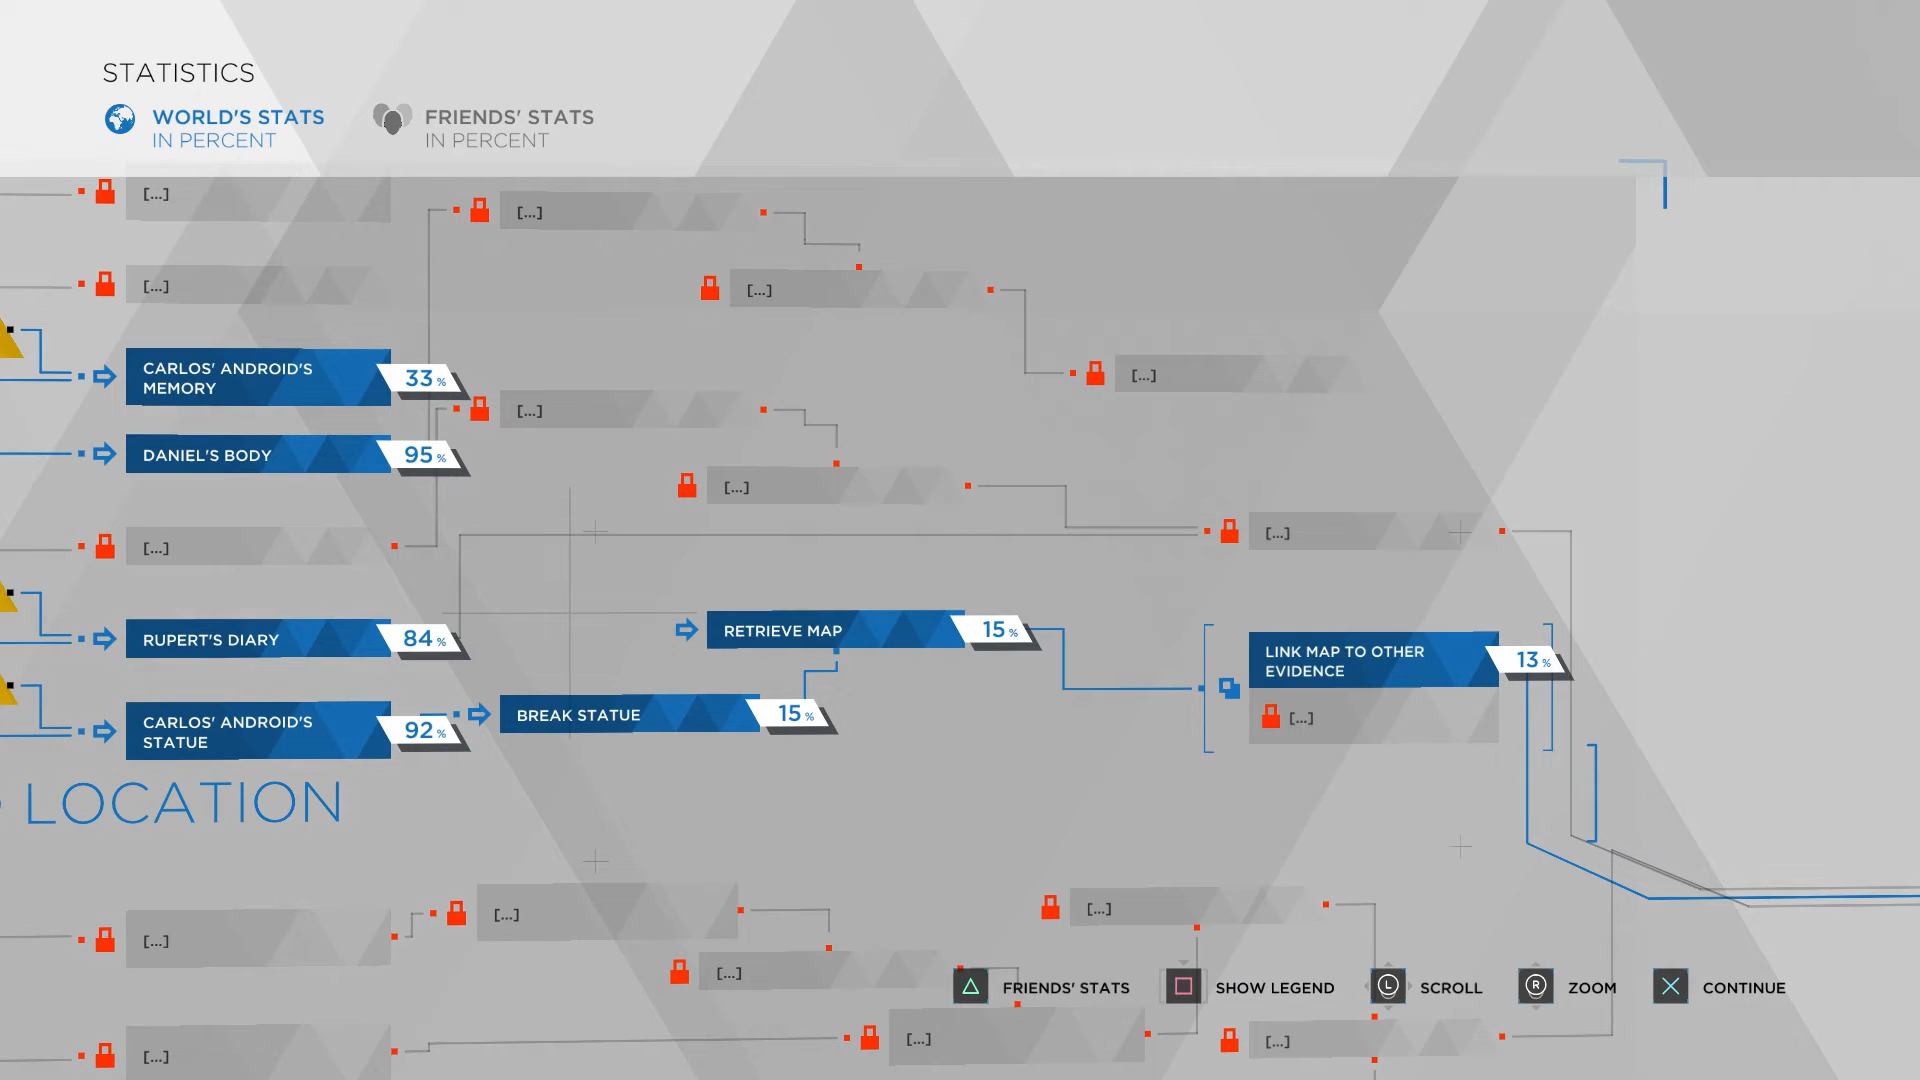 STATISTICS
WORLD'S STATS
IN PERCENT
FRIENDS' STATS
IN PERCENT
[...]
[...]
[...]
[...]
[...]
CARLOS' ANDROID'S
MEMORY
33 %
[...]
DANIEL'S BODY
95 %
[...]
[...]
[...]
RUPERT'S DIARY
84 %
RETRIEVE MAP
15 %
LINK MAP TO OTHER
EVIDENCE
13 %
[...]
CARLOS' ANDROID'S
STATUE
92 %
BREAK STATUE
15 %
LOCATION
[...]
[...]
[...]
[...]
FRIENDS' STATS
SHOW LEGEND
L
SCROLL
R
ZOOM
CONTINUE
[...]
[...]
[...]